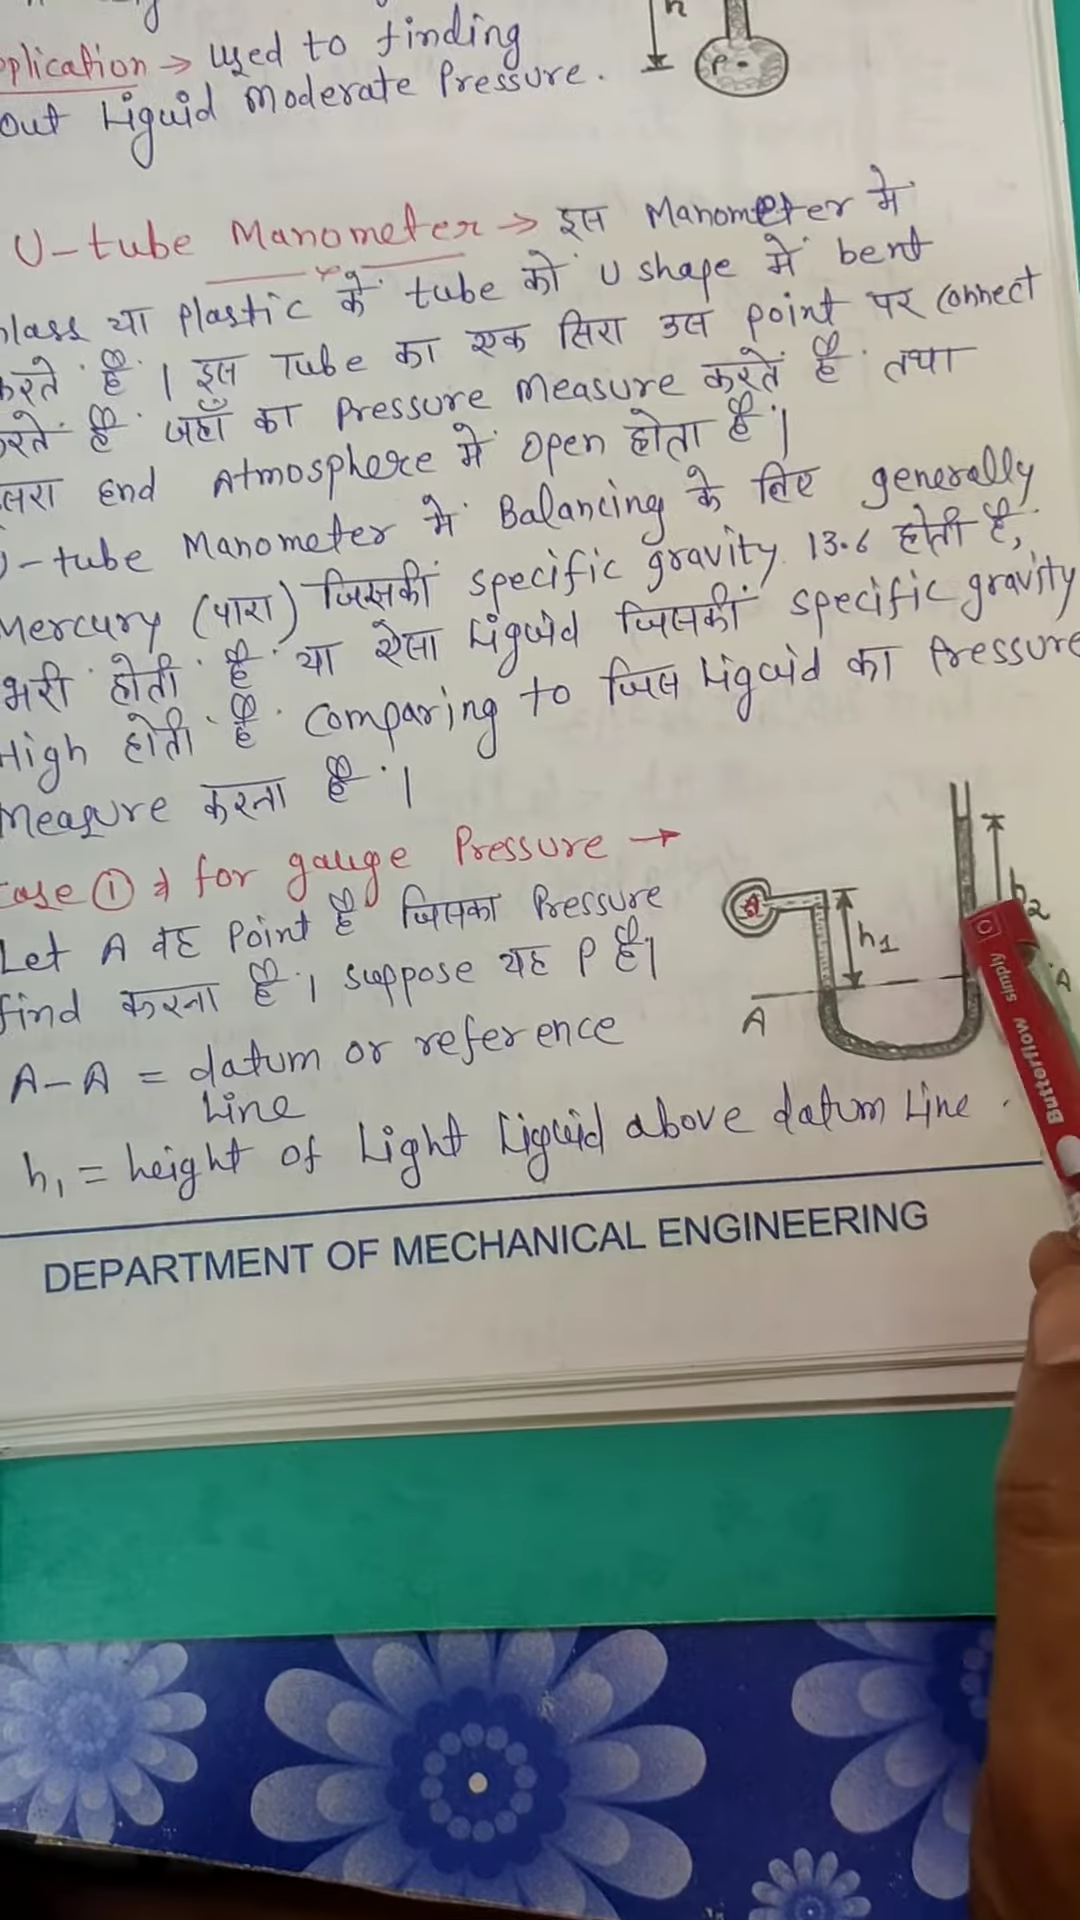 plication → used to finding
out Liquid Moderate Pressure.
h
P
U-tube Manometer → इस Manometer में
lass या plastic के tube को U shape में bent
करते हैं। इस Tube का एक सिरा उस point पर connect
रते हैं जहाँ का Pressure measure करतें है तथा
सरा End Atmosphere में open होता है।
-tube Manometer में Balancing के लिए generally
Mercury (पारा) जिसकी specific gravity 13.6 होती है,
भरी होती है या ऐसा Liquid जिसकी specific gravity
High होती है comparing to जिस Liquid का Pressure
Measure करना है।
Case ① ⇒ for gauge Pressure →
Let A वह Point है जिसका Pressure
find करना है, suppose यह P है।
A-A = datum or reference
Line
h₁ = height of Light Liquid above datum Line.
A
h1
h2
A
A
simply Butterflow
DEPARTMENT OF MECHANICAL ENGINEERING